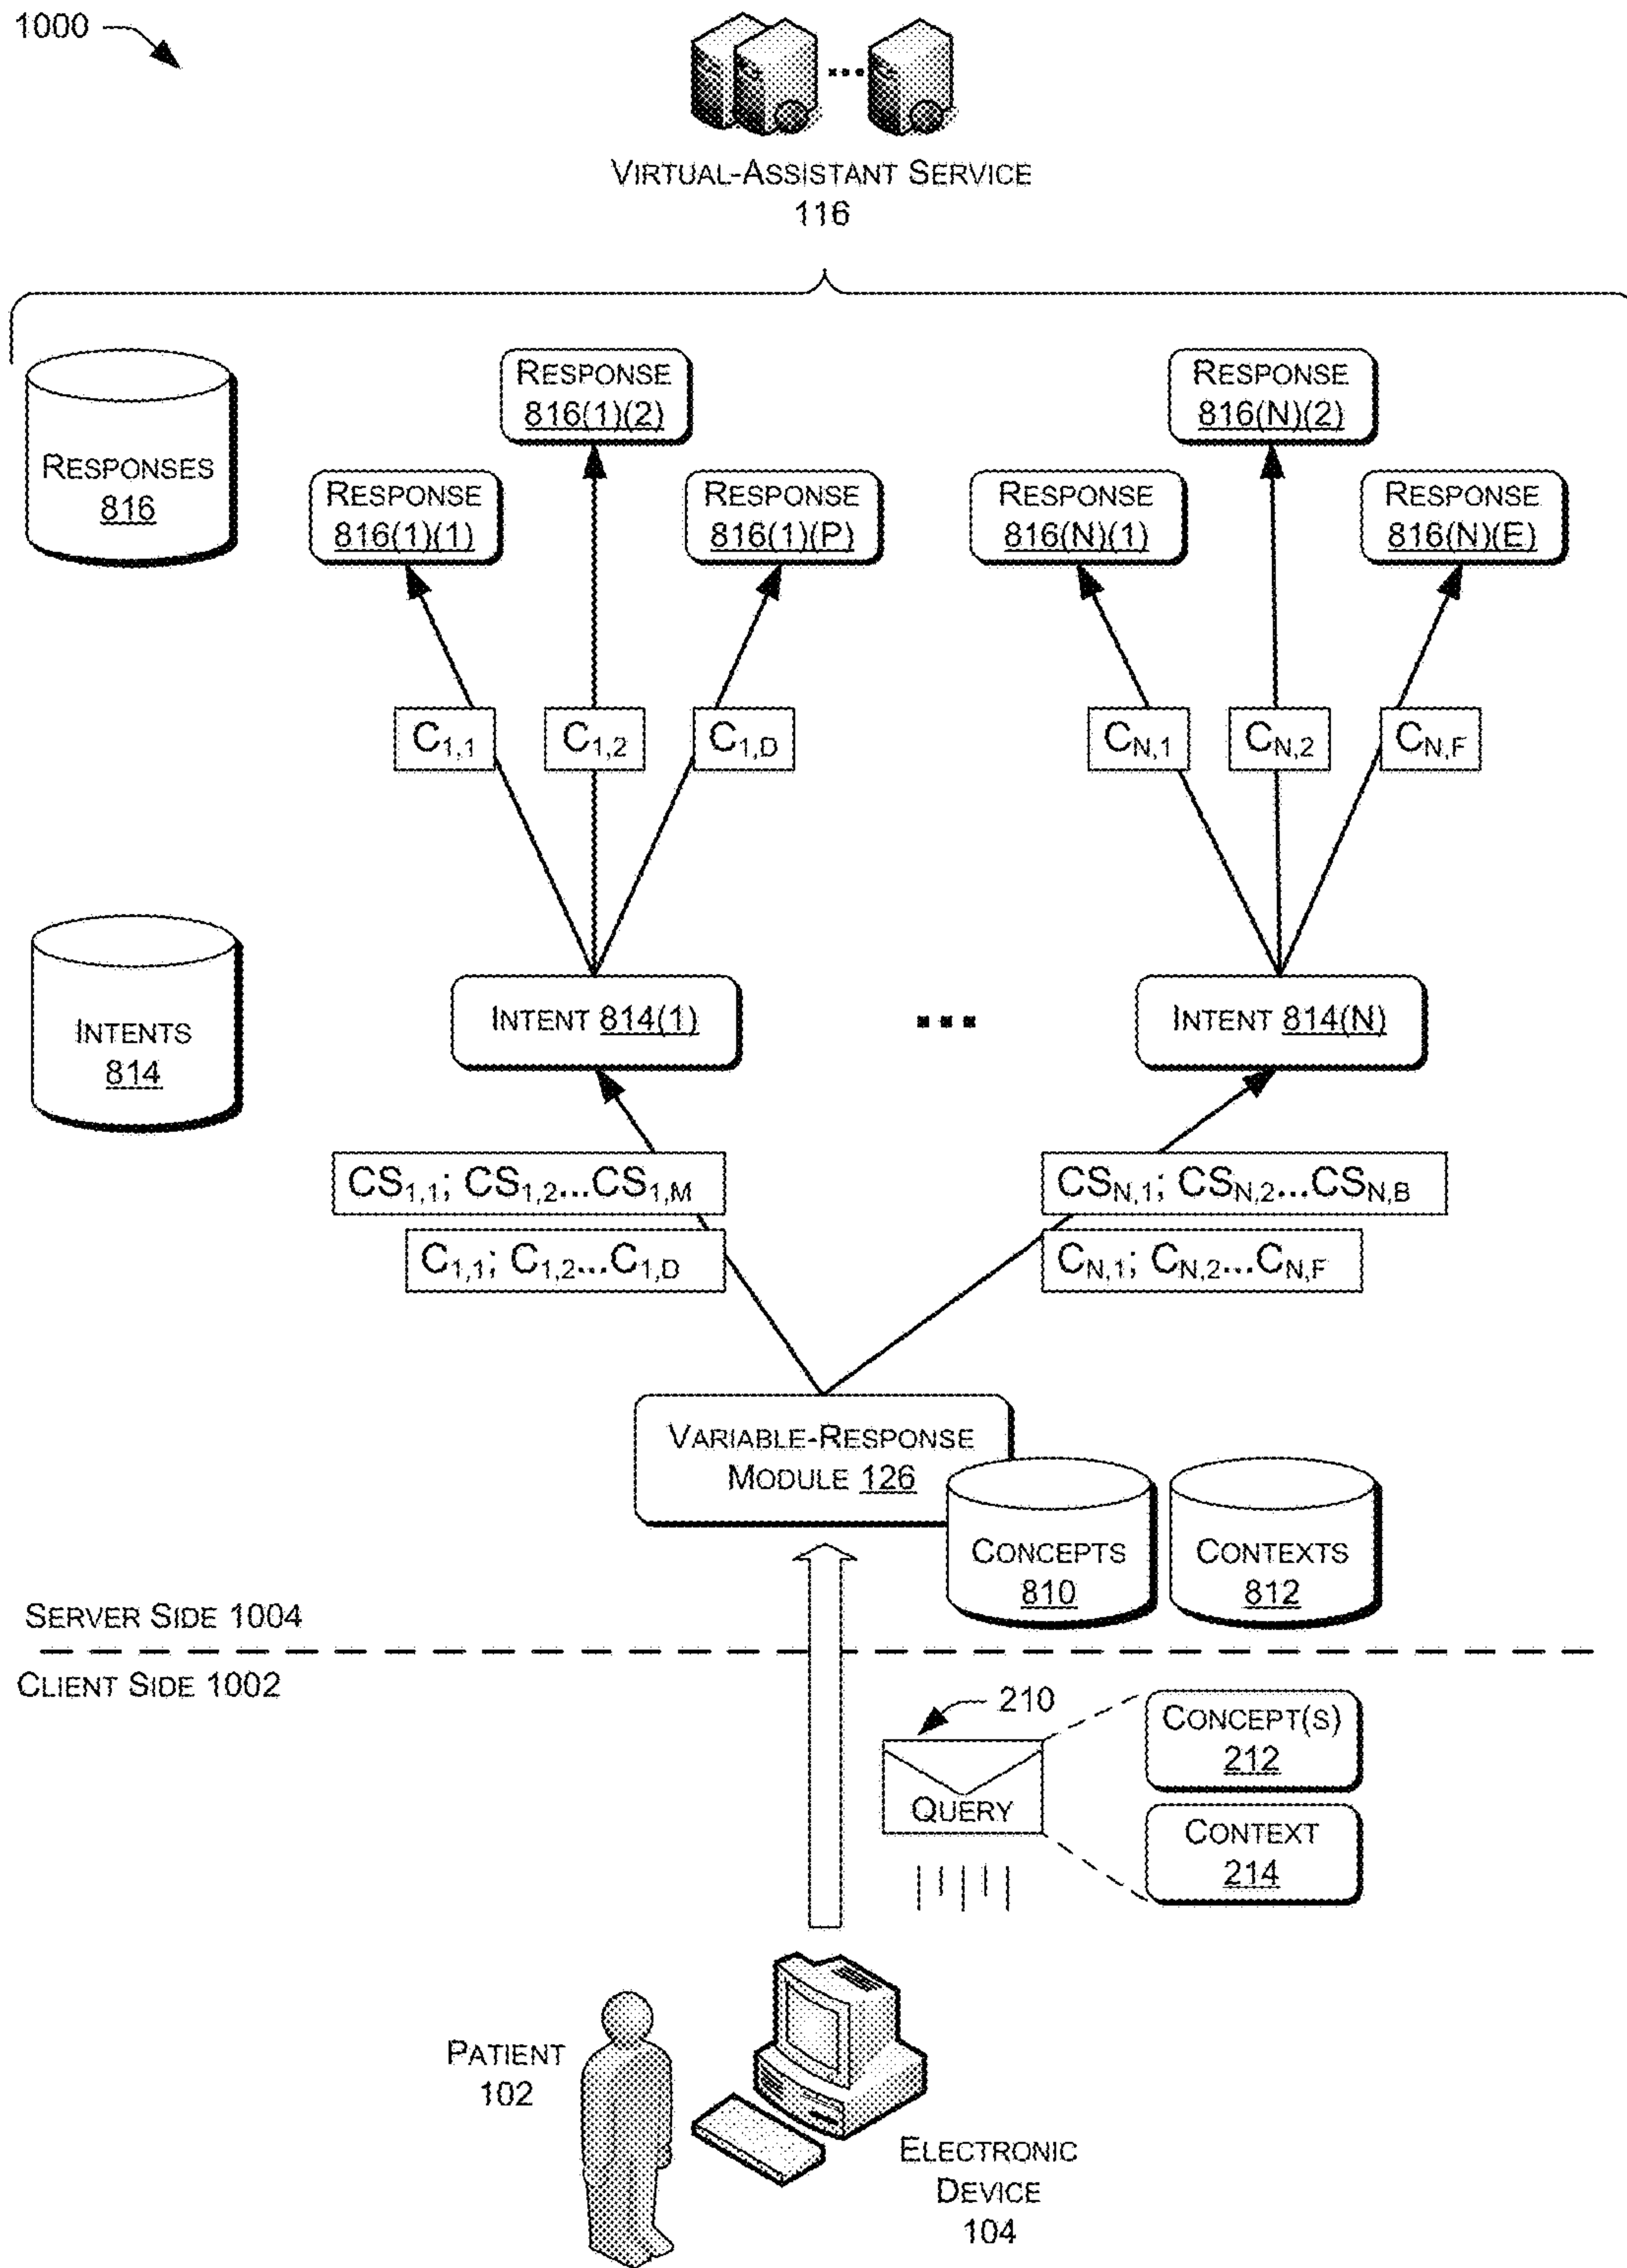 1000
VIRTUAL-ASSISTANT SERVICE
116
RESPONSE
816(1)(2)
RESPONSE
816(N)(2)
RESPONSES
816
RESPONSE
816(1)(1)
RESPONSE
816(1)(P)
RESPONSE
816(N)(1)
RESPONSE
816(N)(E)
C1,1
C1,2
C1,D
CN,1
CN,2
CN,F
INTENTS
814
INTENT 814(1)
...
INTENT 814(N)
CS1,1; CS1,2...CS1,M
CSN,1; CSN,2...CSN,B
C1,1; C1,2...C1,D
CN,1; CN,2...CN,F
VARIABLE-RESPONSE
MODULE 126
CONCEPTS
810
CONTEXTS
812
SERVER SIDE 1004
CLIENT SIDE 1002
210
QUERY
CONCEPT(S)
212
CONTEXT
214
PATIENT
102
ELECTRONIC
DEVICE
104